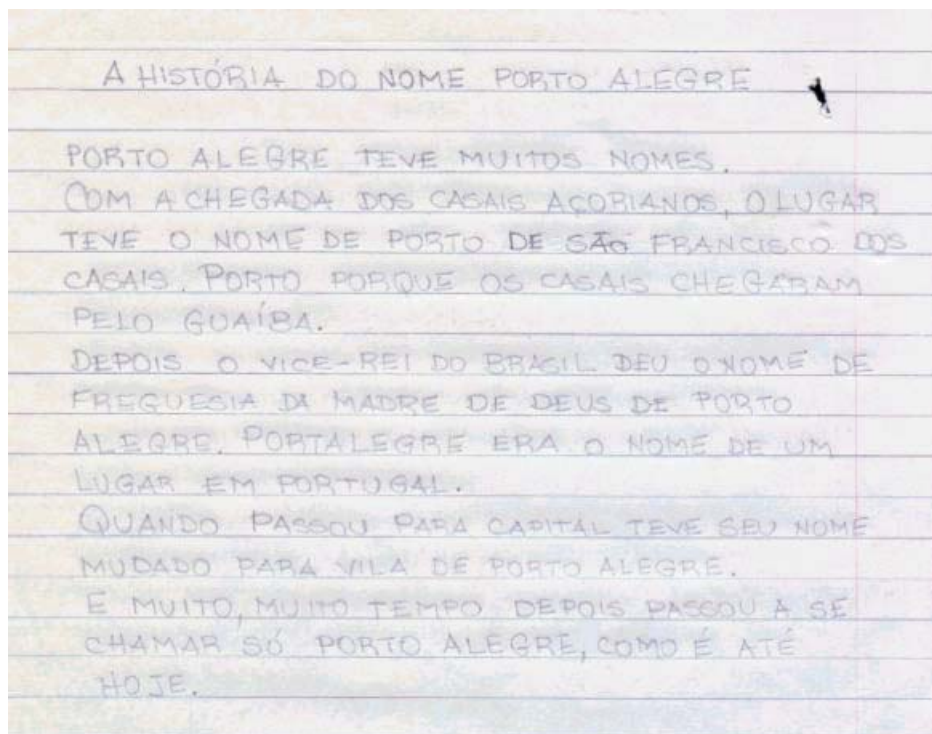 A HISTÓRIA DO NOME PORTO ALEGRE
PORTO ALEGRE TEVE MUITOS NOMES.
COM A CHEGADA DOS CASAIS AÇORIANOS, O LUGAR
TEVE O NOME DE PORTO DE SÃO FRANCISCO DOS
CASAIS. PORTO PORQUE OS CASAIS CHEGARAM
PELO GUAÍBA.
DEPOIS O VICE-REI DO BRASIL DEU O NOME DE
FREGUESIA DA MADRE DE DEUS DE PORTO
ALEGRE. PORTALEGRE ERA O NOME DE UM
LUGAR EM PORTUGAL.
QUANDO PASSOU PARA CAPITAL TEVE SEU NOME
MUDADO PARA VILA DE PORTO ALEGRE.
E MUITO, MUITO TEMPO DEPOIS PASSOU A SE
CHAMAR SÓ PORTO ALEGRE, COMO É ATÉ
HOJE.